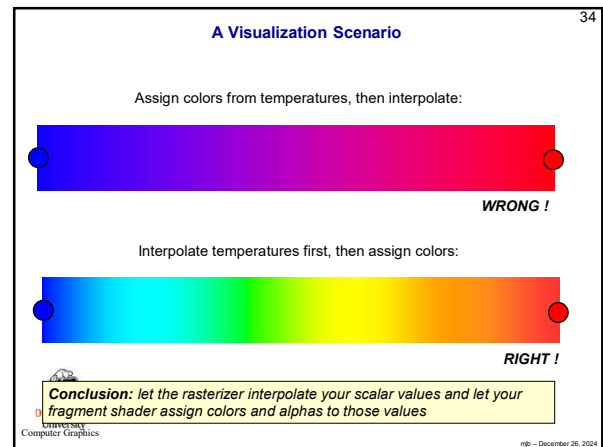 34
A Visualization Scenario
Assign colors from temperatures, then interpolate:
WRONG !
Interpolate temperatures first, then assign colors:
RIGHT !
Conclusion: let the rasterizer interpolate your scalar values and let your
fragment shader assign colors and alphas to those values
University
Computer Graphics
mjb – December 26, 2024